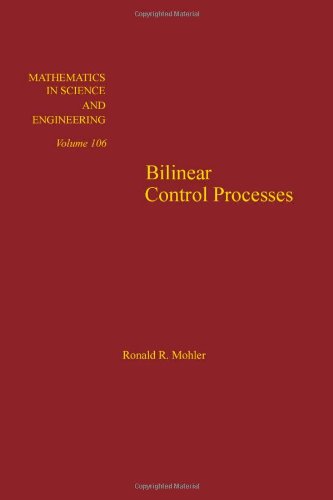 MATHEMATICS
IN SCIENCE
AND
ENGINEERING
Volume 106
Bilinear
Control Processes
Ronald R. Mohler